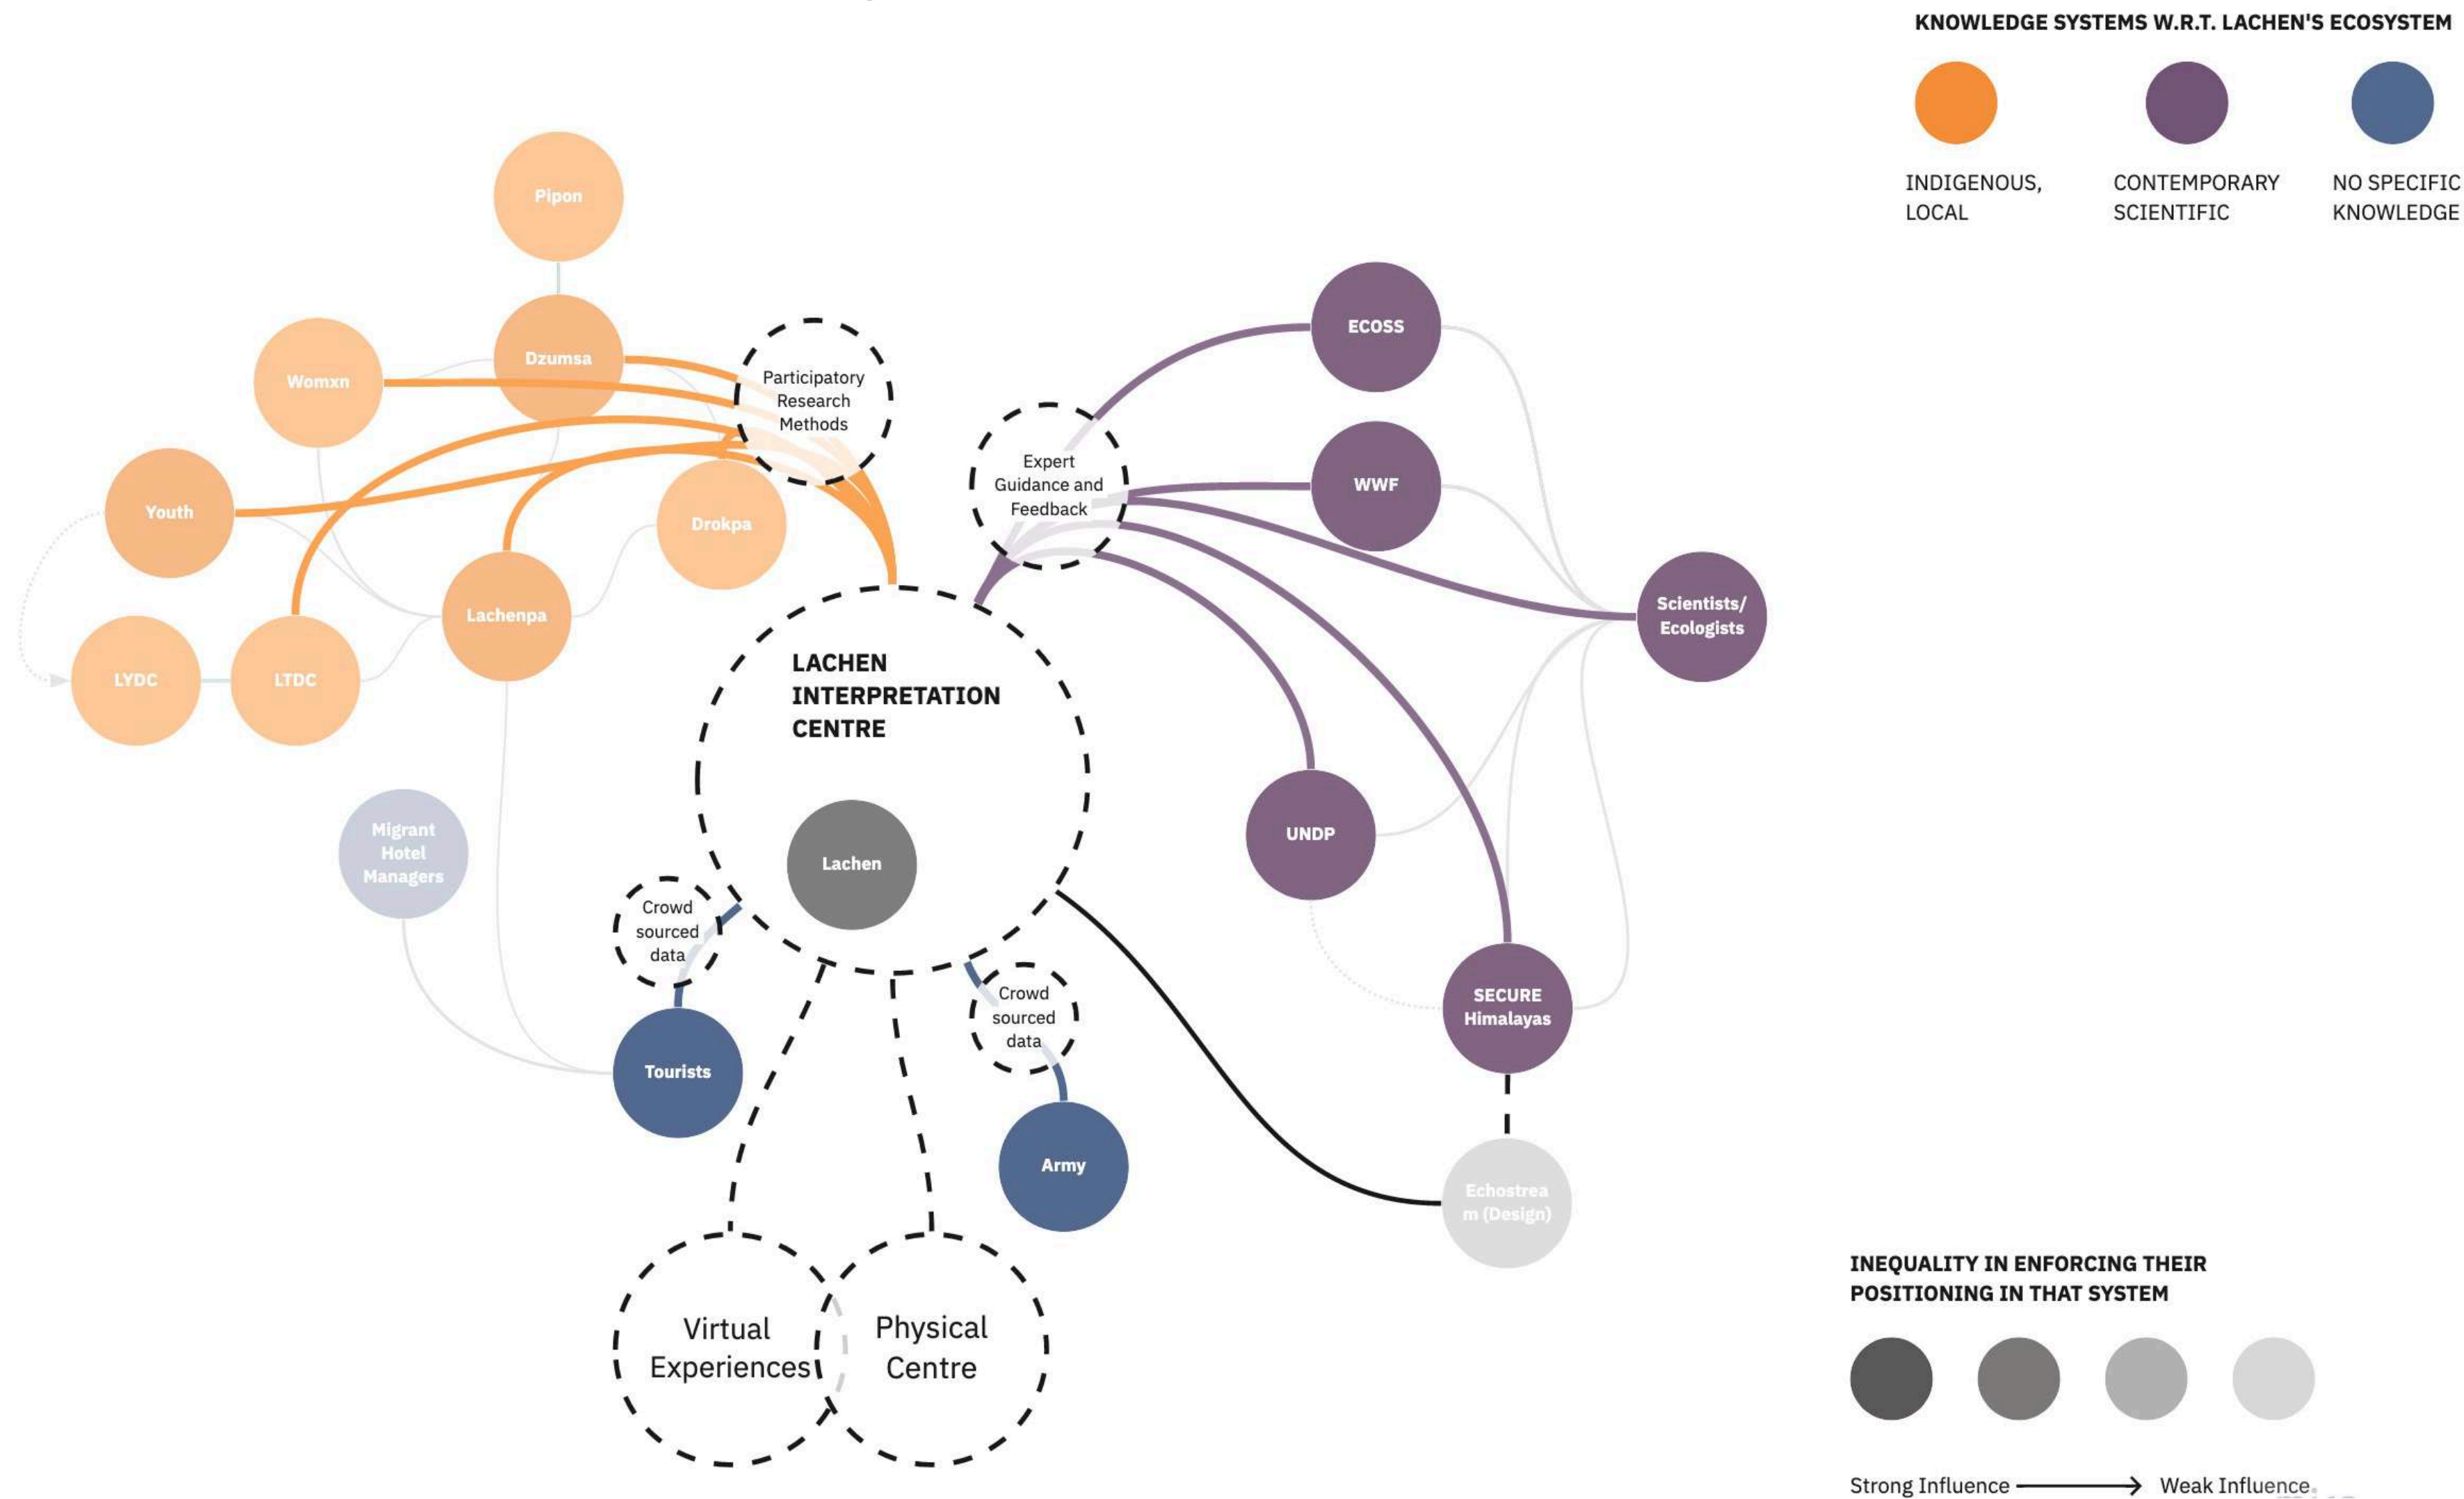 KNOWLEDGE SYSTEMS W.R.T. LACHEN'S ECOSYSTEM
INDIGENOUS,
LOCAL
CONTEMPORARY
SCIENTIFIC
NO SPECIFIC
KNOWLEDGE
Pipon
Dzumsa
Womxn
Participatory
Research
Methods
Youth
Drokpa
Lachenpa
LYDC
LTDC
ECOSS
Expert
Guidance and
Feedback
WWF
Scientists/
Ecologists
LACHEN
INTERPRETATION
CENTRE
Lachen
Migrant
Hotel
Managers
UNDP
Crowd
sourced
data
Crowd
sourced
data
SECURE
Himalayas
Tourists
Army
Echostrea
m (Design)
Virtual
Experiences
Physical
Centre
INEQUALITY IN ENFORCING THEIR
POSITIONING IN THAT SYSTEM
Strong Influence
Weak Influence